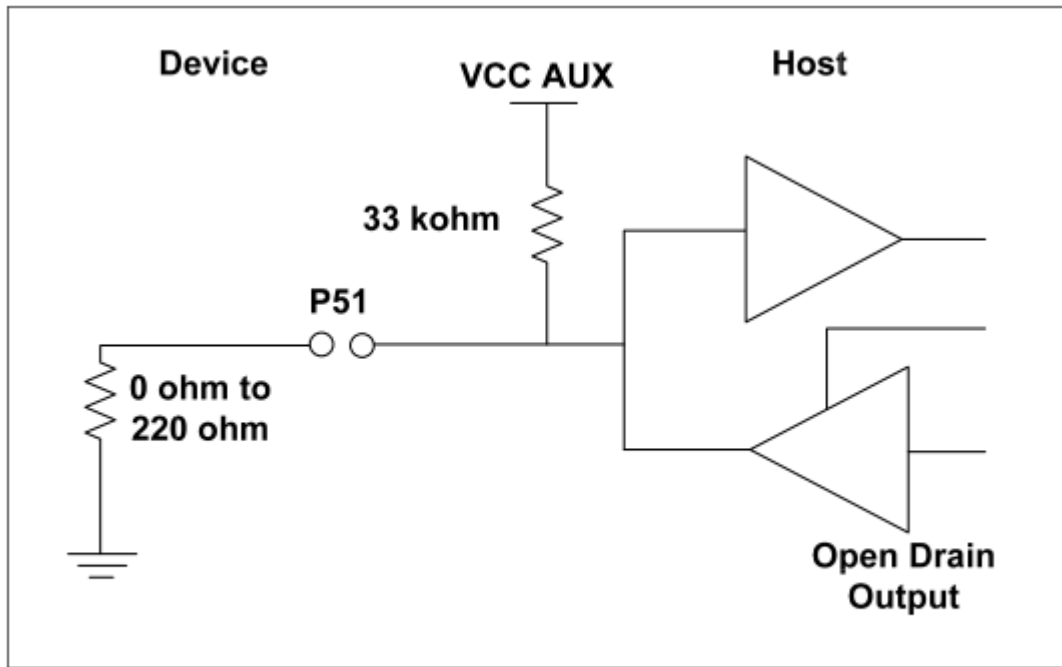 Device
VCC AUX
Host
33 kohm
P51
0 ohm to
220 ohm
Open Drain
Output